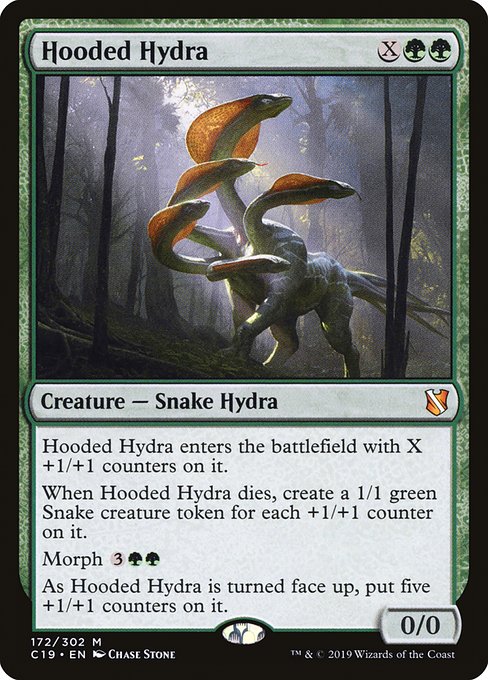 Hooded Hydra X
Creature — Snake Hydra
Hooded Hydra enters the battlefield with X
+1/+1 counters on it.
When Hooded Hydra dies, create a 1/1 green
Snake creature token for each +1/+1 counter
on it.
Morph 3
As Hooded Hydra is turned face up, put five
+1/+1 counters on it.
0/0
172/302 M
C19 • EN Chase Stone
™ & © 2019 Wizards of the Coast